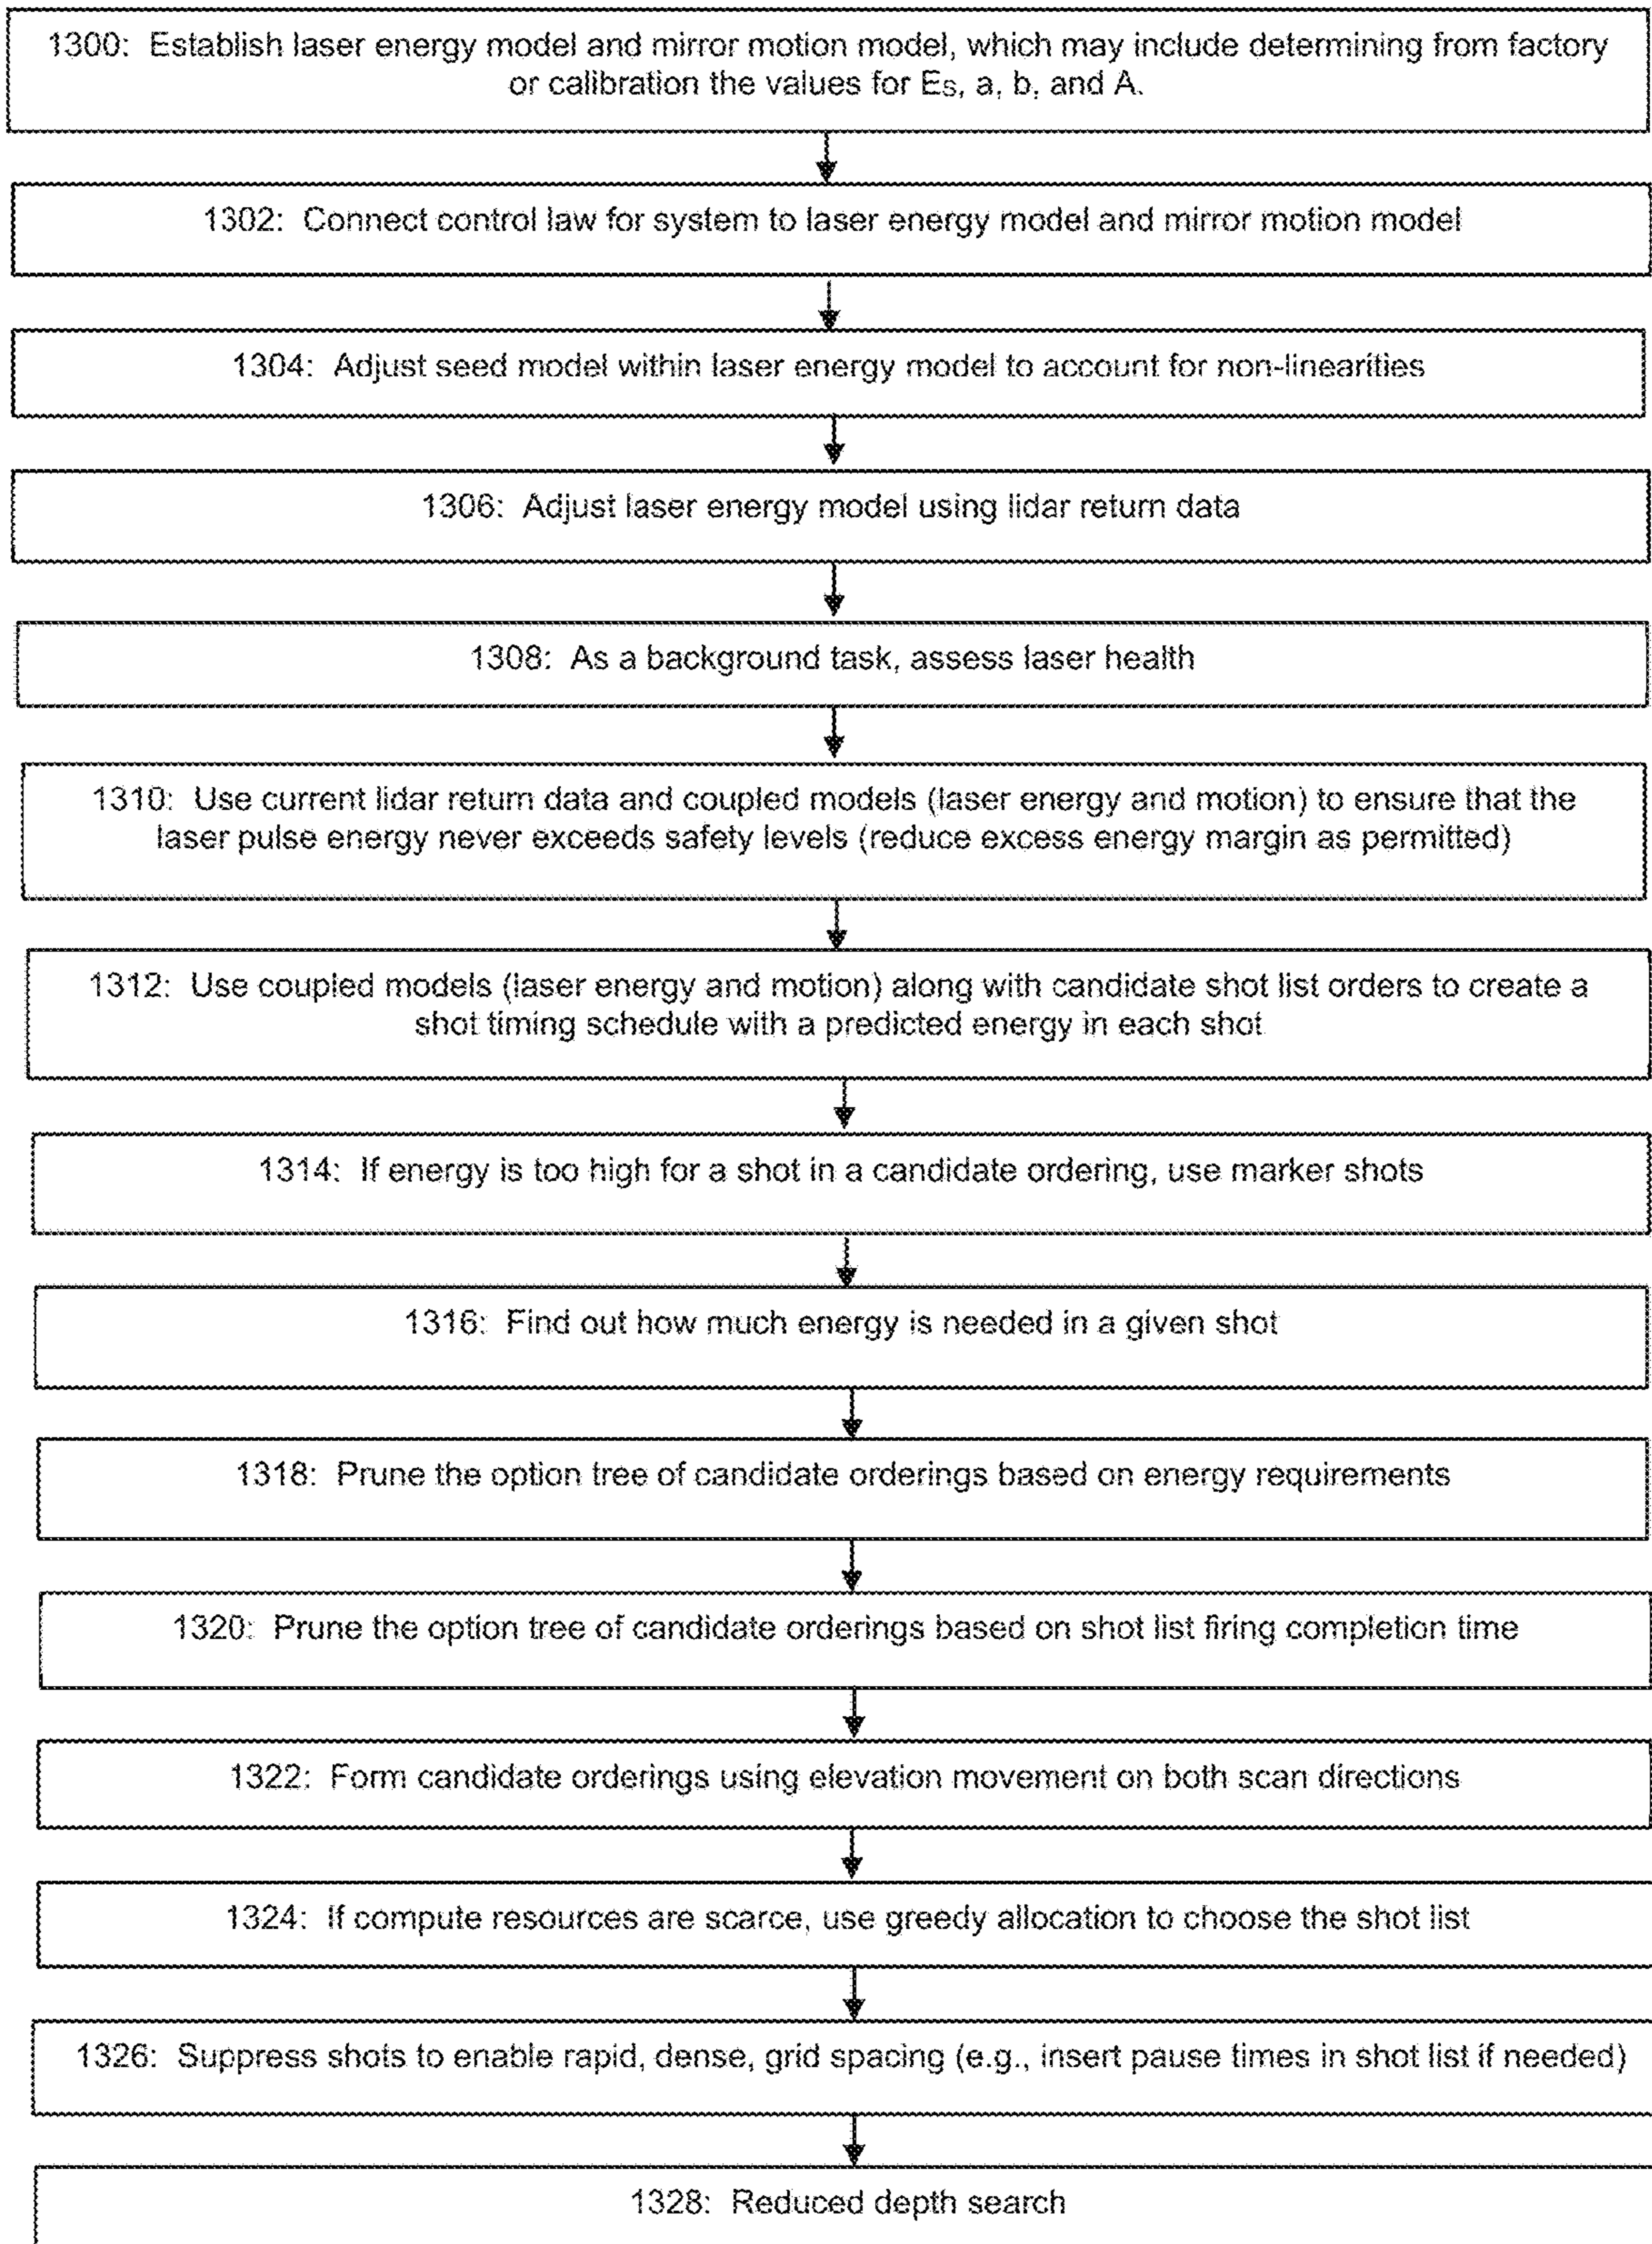 1300: Establish laser energy model and mirror motion model, which may include determining from factory
or calibration the values for ES, a, b, and A.
1302: Connect control law for system to laser energy model and mirror motion model
1304: Adjust seed model within laser energy model to account for non-linearities
1306: Adjust laser energy model using lidar return data
1308: As a background task, assess laser health
1310: Use current lidar return data and coupled models (laser energy and motion) to ensure that the
laser pulse energy never exceeds safety levels (reduce excess energy margin as permitted)
1312: Use coupled models (laser energy and motion) along with candidate shot list orders to create a
shot timing schedule with a predicted energy in each shot
1314: If energy is too high for a shot in a candidate ordering, use marker shots
1316: Find out how much energy is needed in a given shot
1318: Prune the option tree of candidate orderings based on energy requirements
1320: Prune the option tree of candidate orderings based on shot list firing completion time
1322: Form candidate orderings using elevation movement on both scan directions
1324: If compute resources are scarce, use greedy allocation to choose the shot list
1326: Suppress shots to enable rapid, dense, grid spacing (e.g., insert pause times in shot list if needed)
1328: Reduced depth search